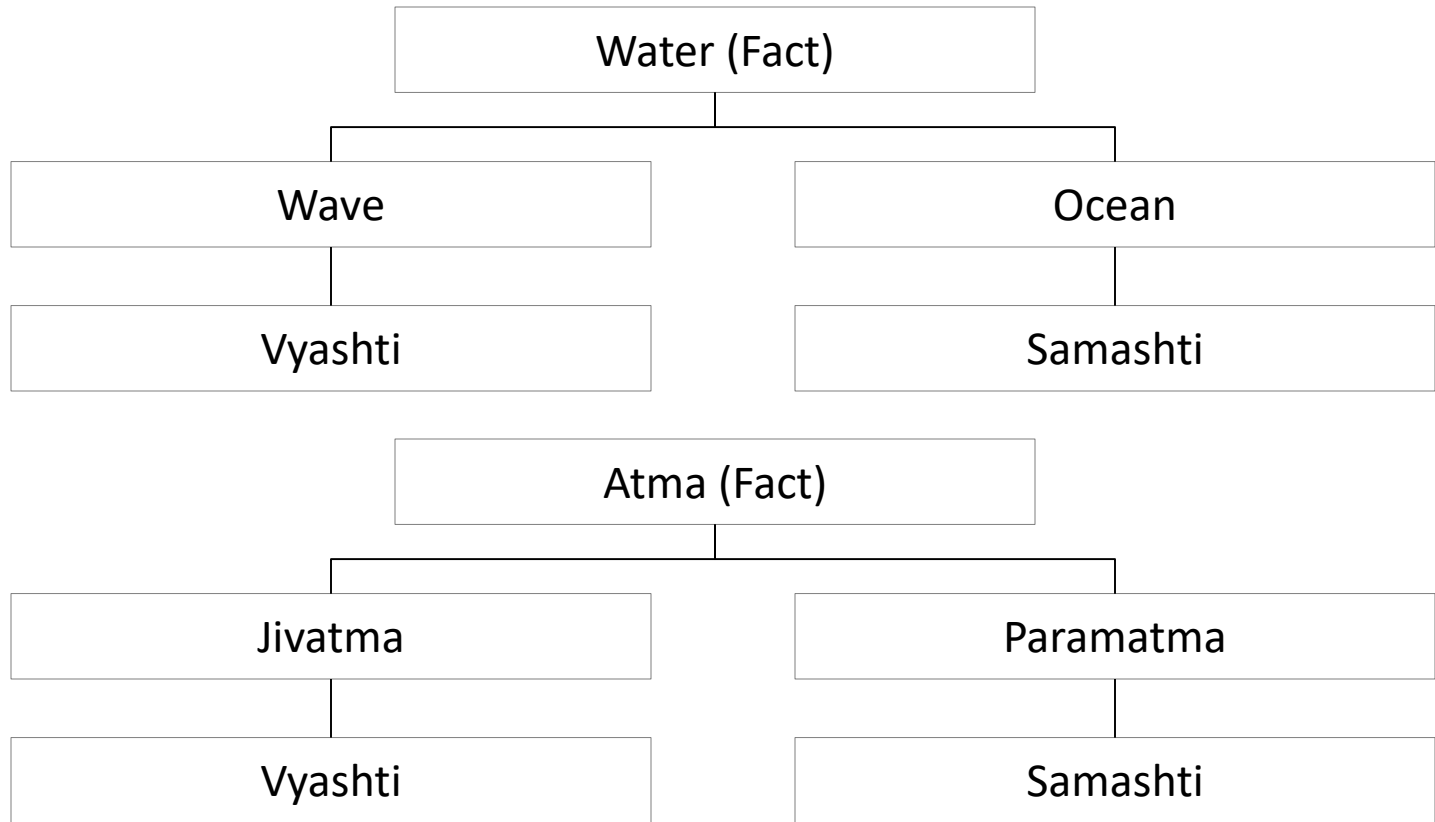 Water (Fact)
Wave
Ocean
Vyashti
Samashti
Atma (Fact)
Jivatma
Paramatma
Vyashti
Samashti